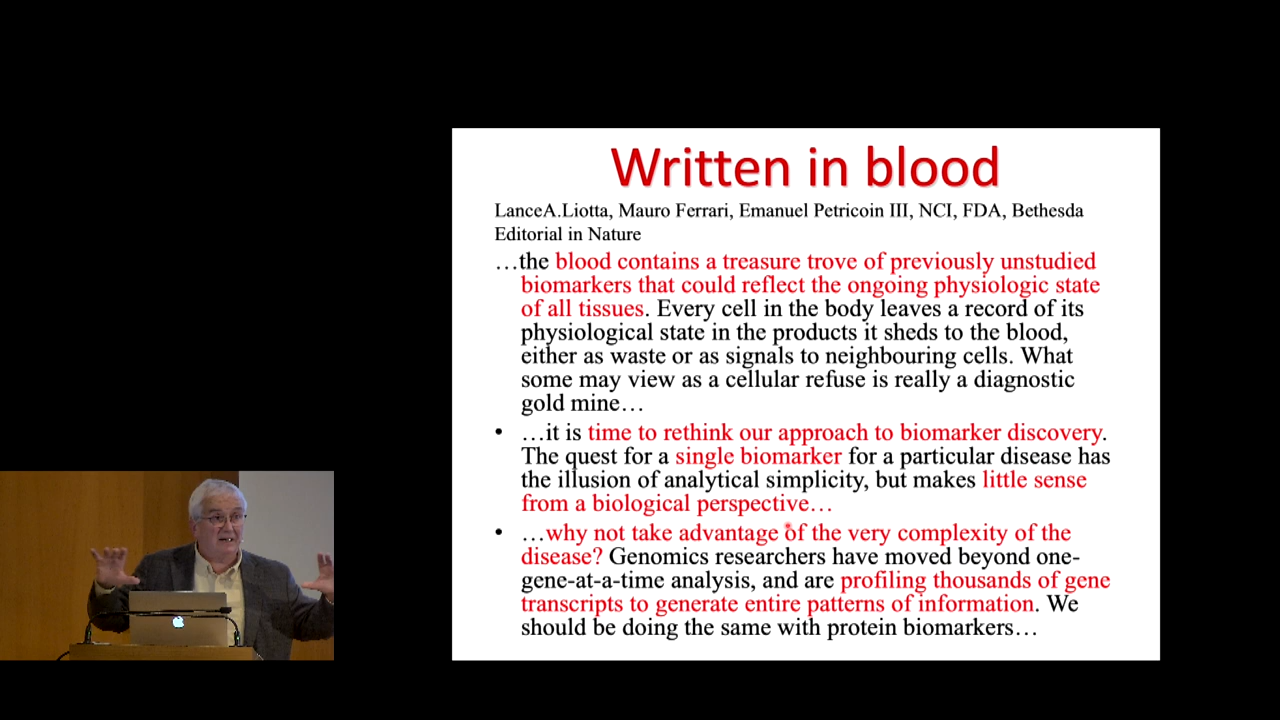 Written in blood
LanceA.Liotta, Mauro Ferrari, Emanuel Petricoin III, NCI, FDA, Bethesda
Editorial in Nature
…the blood contains a treasure trove of previously unstudied
biomarkers that could reflect the ongoing physiologic state
of all tissues. Every cell in the body leaves a record of its
physiological state in the products it sheds to the blood,
either as waste or as signals to neighbouring cells. What
some may view as a cellular refuse is really a diagnostic
gold mine…
• …it is time to rethink our approach to biomarker discovery.
The quest for a single biomarker for a particular disease has
the illusion of analytical simplicity, but makes little sense
from a biological perspective…
• …why not take advantage of the very complexity of the
disease? Genomics researchers have moved beyond one-
gene-at-a-time analysis, and are profiling thousands of gene
transcripts to generate entire patterns of information. We
should be doing the same with protein biomarkers…